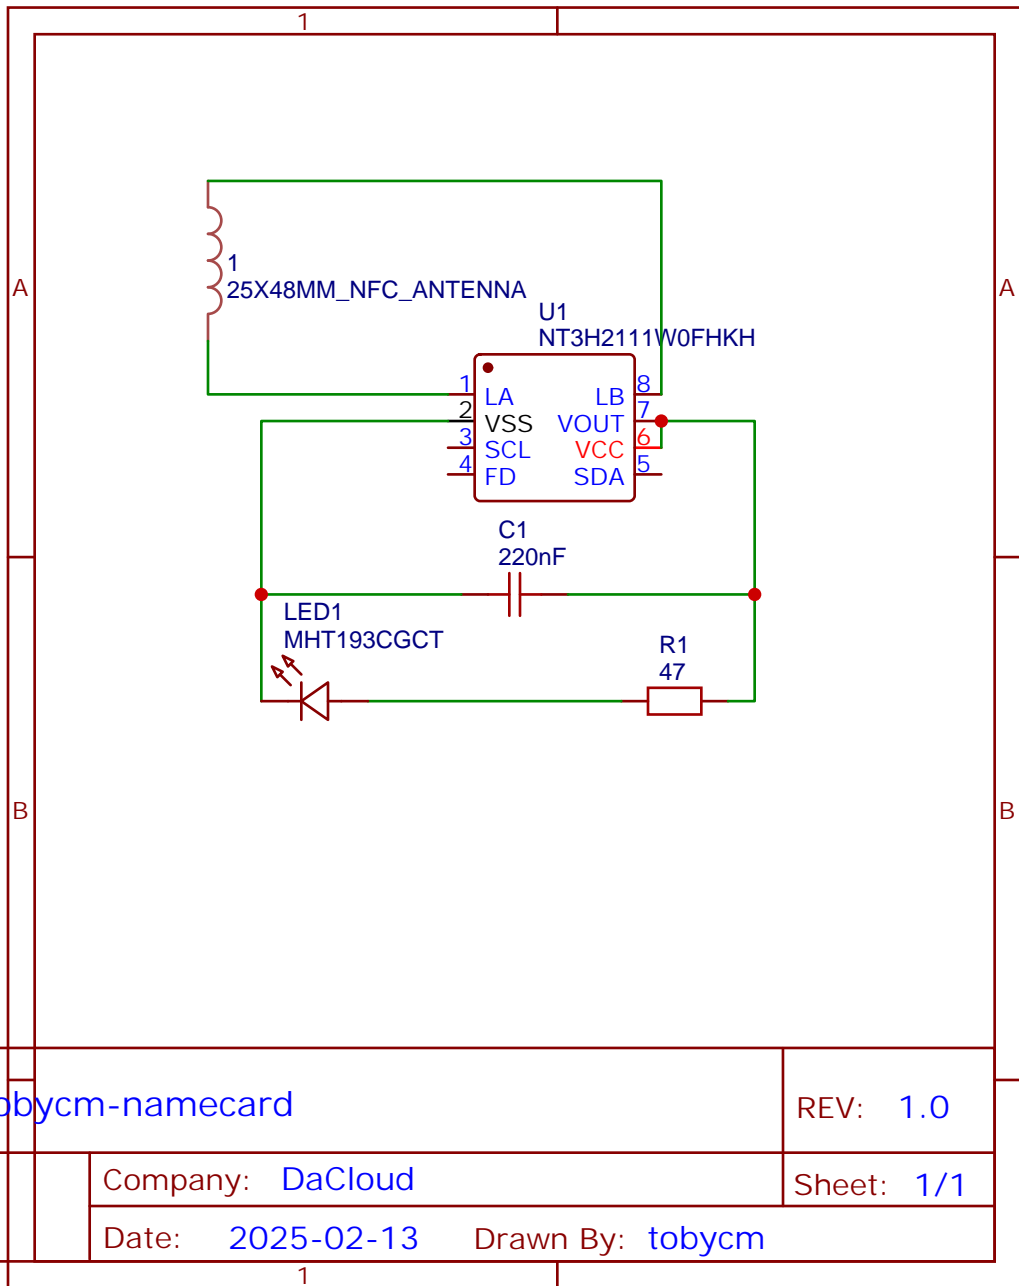 1
A
A
1
25X48MM_NFC_ANTENNA
U1
NT3H2111W0FHKH
1
LA
LB
8
2
VSS
VOUT
7
3
SCL
VCC
6
4
FD
SDA
5
C1
220nF
LED1
MHT193CGCT
R1
47
B
B
obycm-namecard
REV: 1.0
Company: DaCloud
Sheet: 1/1
Date: 2025-02-13 Drawn By: tobycm
1